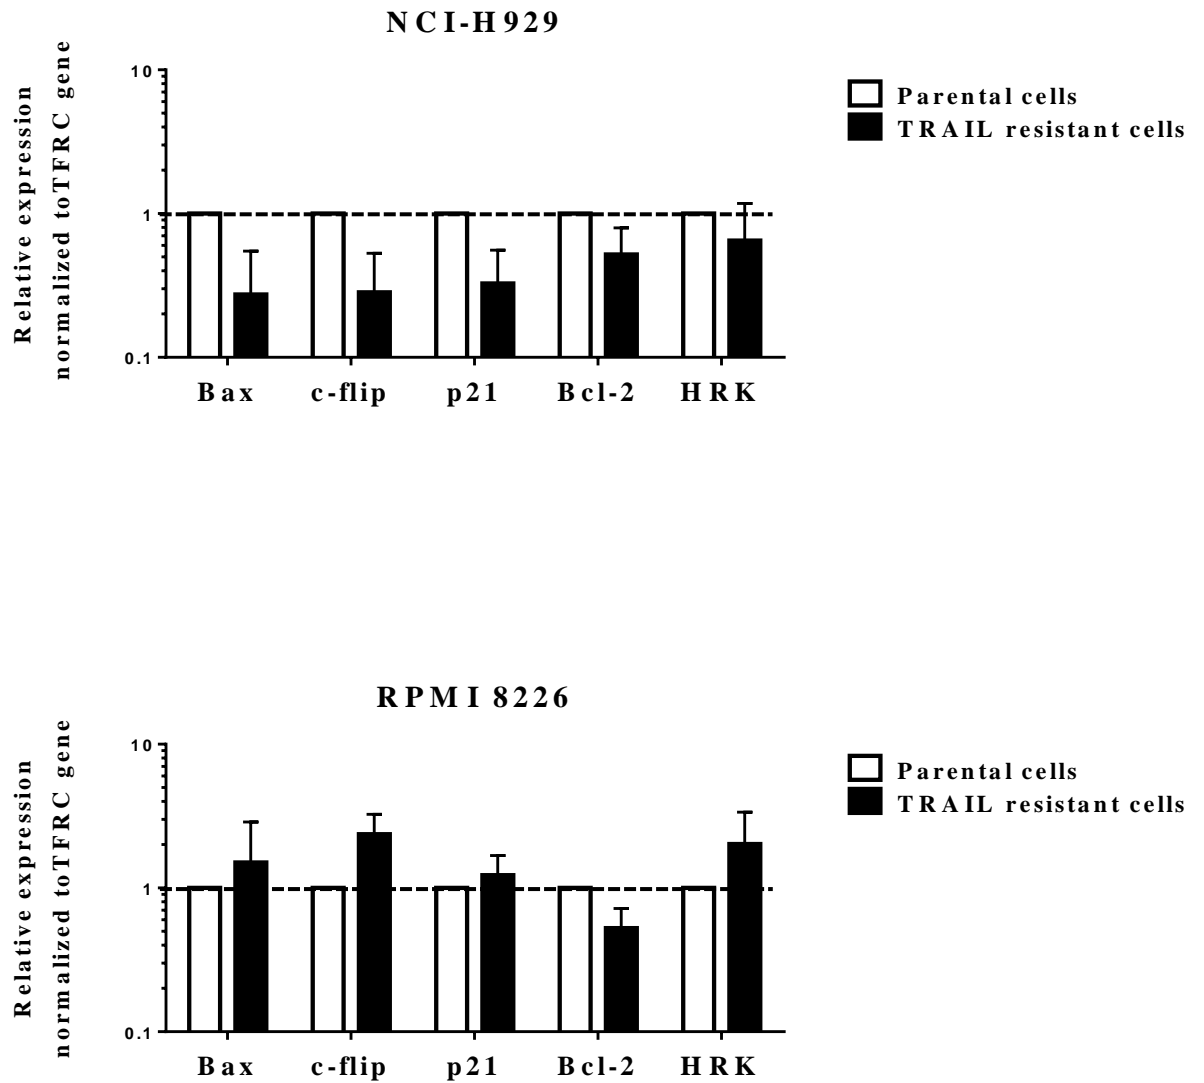 NCI-H929
Relative expression
normalized toTFRC gene
10
1
0.1
Bax c-flip p21 Bcl-2 HRK
Parental cells
TRAIL resistant cells
RPMI 8226
Relative expression
normalized toTFRC gene
10
1
0.1
Bax c-flip p21 Bcl-2 HRK
Parental cells
TRAIL resistant cells